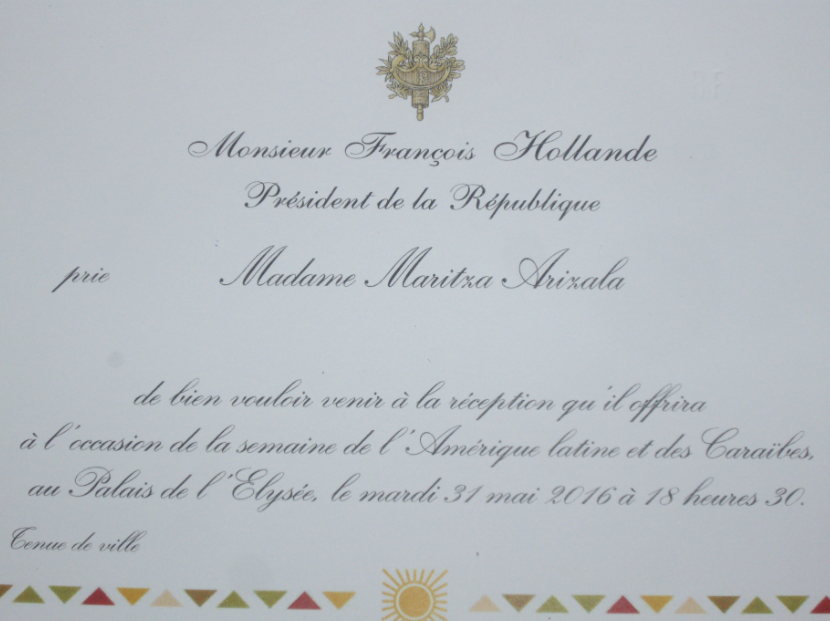 Monsieur François Hollande
Président de la République
prie Madame Maritza Arizala
de bien vouloir venir à la réception qu'il offrira
à l'occasion de la semaine de l'Amérique latine et des Caraïbes,
au Palais de l'Elysée, le mardi 31 mai 2016 à 18 heures 30.
Tenue de ville